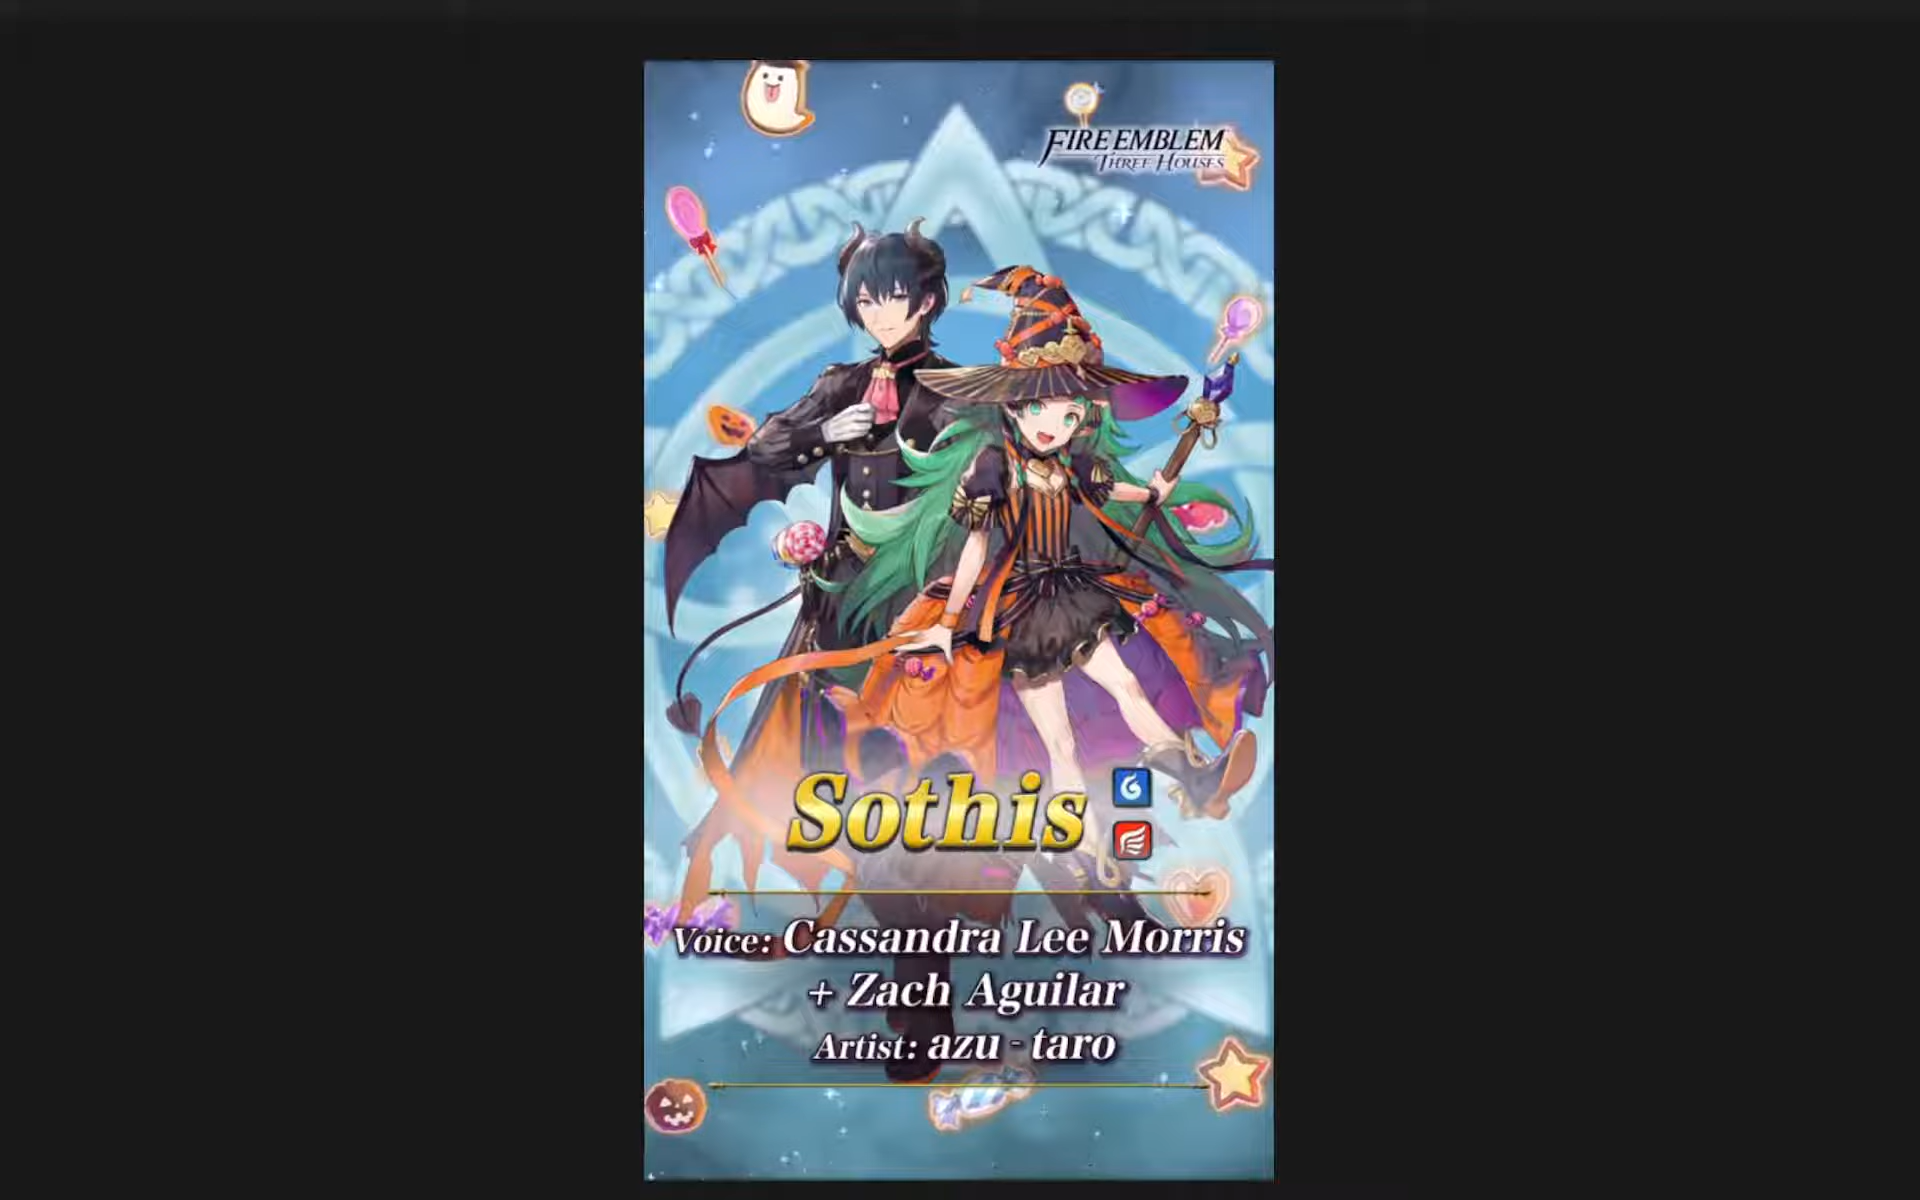 FIRE EMBLEM
THREE HOUSES
Sothis
Voice: Cassandra Lee Morris
+ Zach Aguilar
Artist: azu-taro